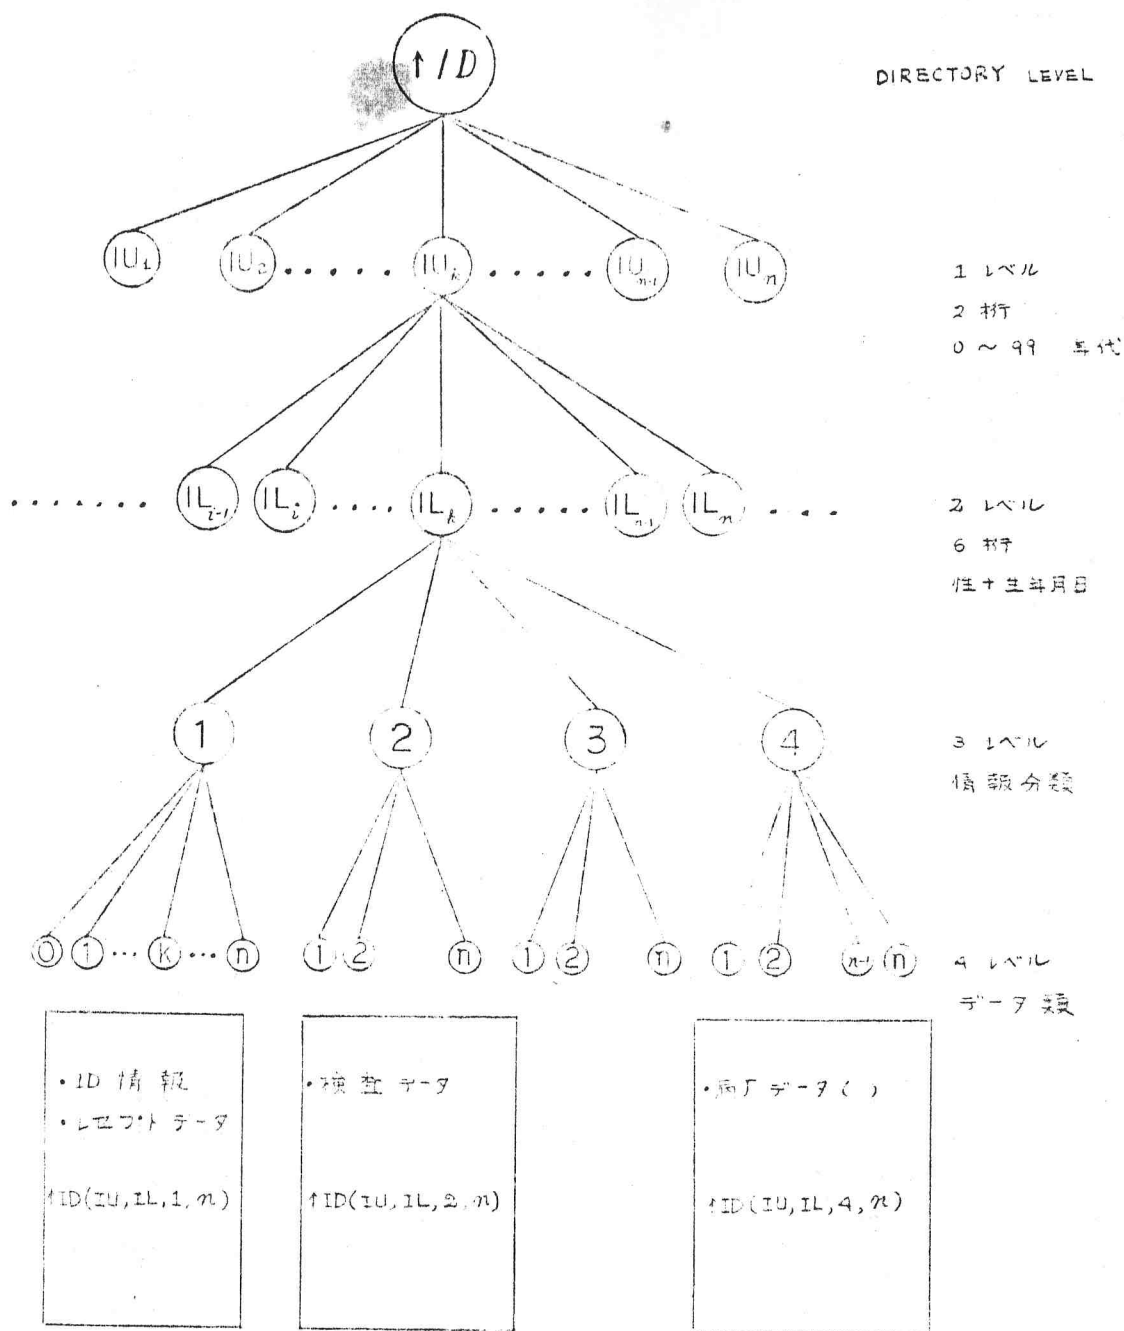 ↑ID
DIRECTORY LEVEL
IU1 IU2 ...... IUk ...... IUn-1 IUn
1 レベル
2 桁
0 ~ 99 年代
...... ILi-1 ILi .... ILk ...... ILn-1 ILn ....
2 レベル
6 桁
性+生年月日
1 2 3 4
3 レベル
情報分類
0 1 ... k ... n 1 2 n 1 2 n 1 2 n-1 n
4 レベル
データ類
・ID 情報
・レセプトデータ
↑ID(IU,IL,1,n)
・検査データ
↑ID(IU,IL,2,n)
データ( )
↑ID(IU,IL,4,n)